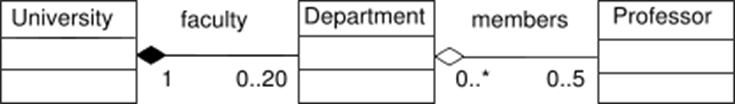 University faculty Department members Professor
1 0..20 0..* 0..5